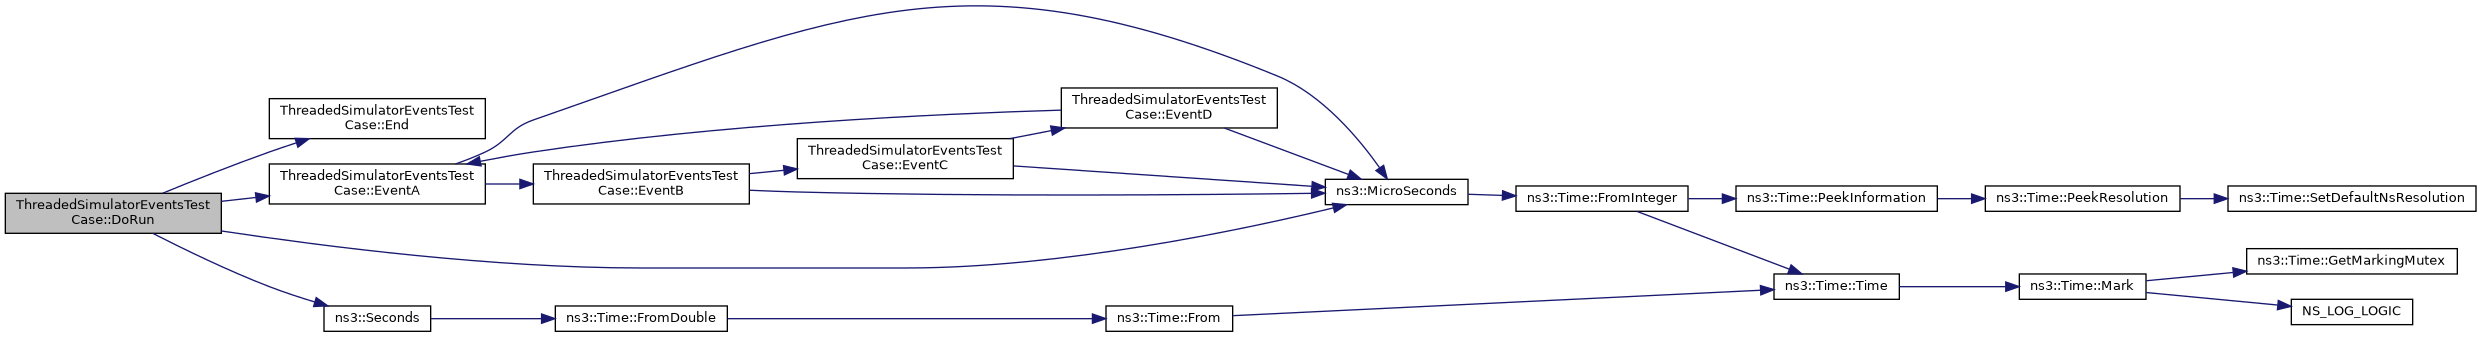 ThreadedSimulatorEventsTest
Case::DoRun
ThreadedSimulatorEventsTest
Case::End
ThreadedSimulatorEventsTest
Case::EventA
ThreadedSimulatorEventsTest
Case::EventB
ThreadedSimulatorEventsTest
Case::EventC
ThreadedSimulatorEventsTest
Case::EventD
ns3::MicroSeconds
ns3::Time::FromInteger
ns3::Time::PeekInformation
ns3::Time::PeekResolution
ns3::Time::SetDefaultNsResolution
ns3::Time::Time
ns3::Time::Mark
ns3::Time::GetMarkingMutex
NS_LOG_LOGIC
ns3::Seconds
ns3::Time::FromDouble
ns3::Time::From